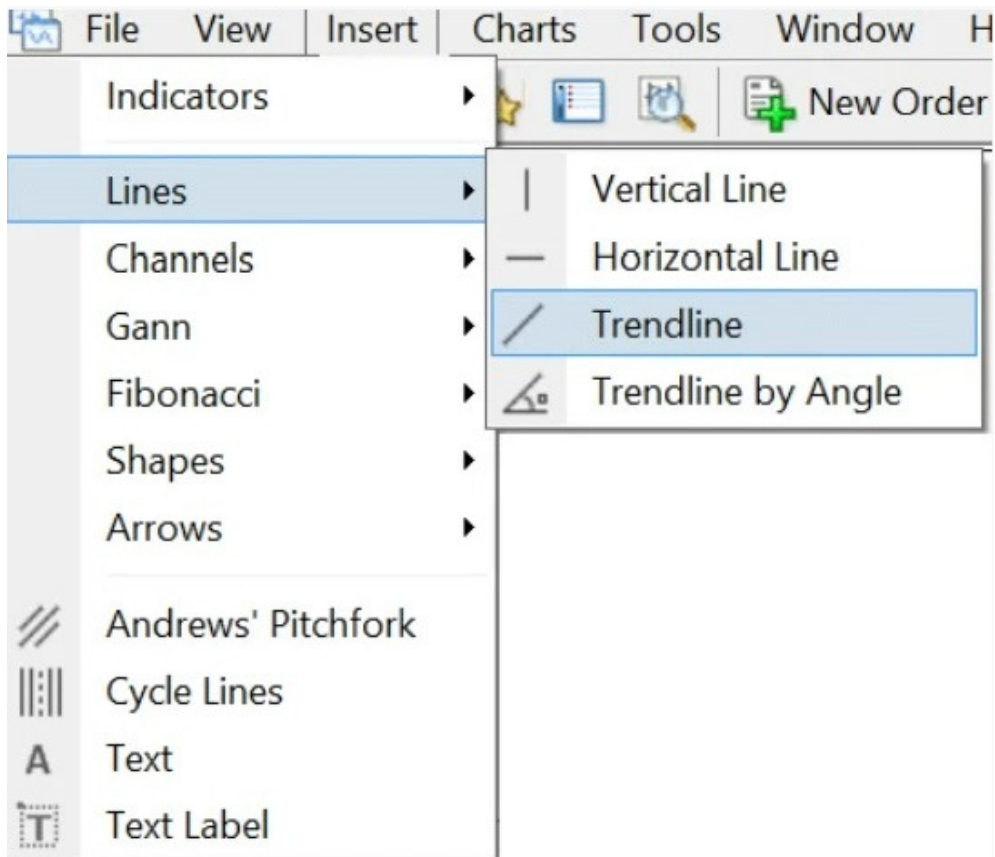 File View Insert Charts Tools Window
Indicators
New Order
Lines
Vertical Line
Channels
Horizontal Line
Gann
Trendline
Fibonacci
Trendline by Angle
Shapes
Arrows
Andrews' Pitchfork
Cycle Lines
A Text
T Text Label